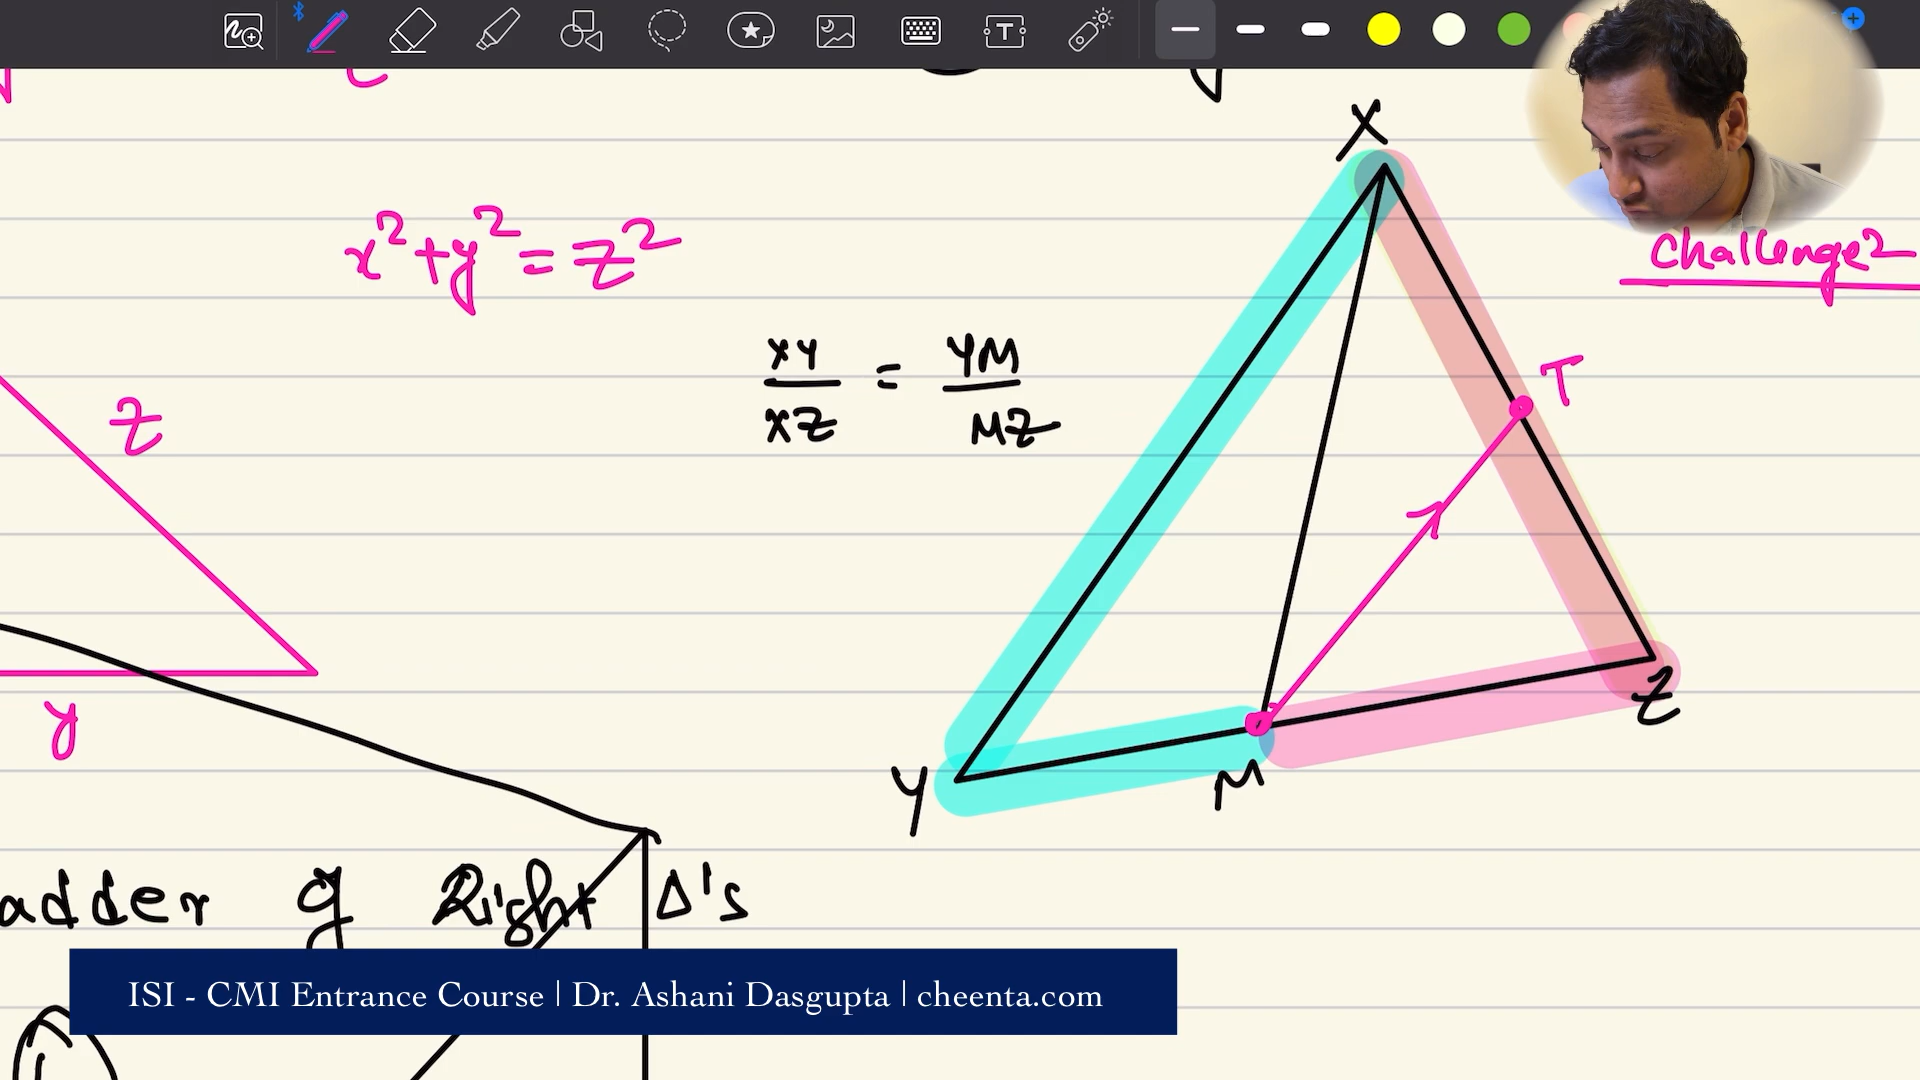 T
X
Challenge2
x²+y²=z²
XY/XZ = YM/MZ
T
z
Z
y
Y
M
adder of Right Δ's
ISI - CMI Entrance Course | Dr. Ashani Dasgupta | cheenta.com